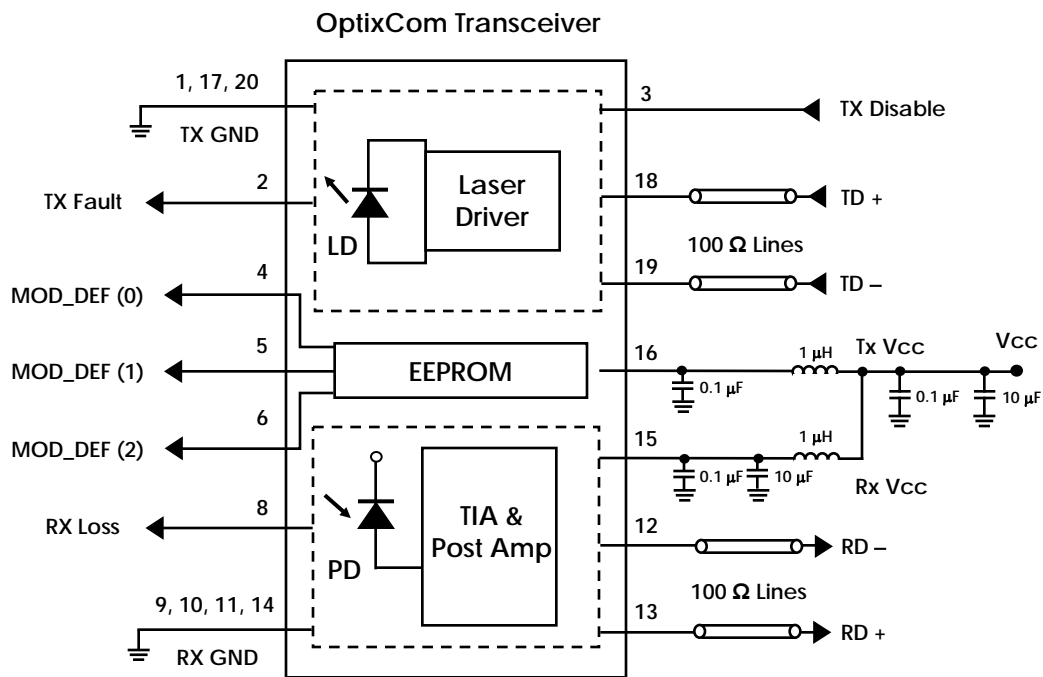 OptixCom Transceiver
1, 17, 20
TX GND
3
TX Disable
2
TX Fault
LD
Laser
Driver
18
TD +
100 Ω Lines
19
TD –
4
MOD_DEF (0)
5
MOD_DEF (1)
EEPROM
16
1 μH
Tx VCC
VCC
0.1 μF
0.1 μF
10 μF
6
MOD_DEF (2)
15
1 μH
0.1 μF
10 μF
Rx VCC
8
RX Loss
PD
TIA &
Post Amp
12
RD –
100 Ω Lines
9, 10, 11, 14
RX GND
13
RD +